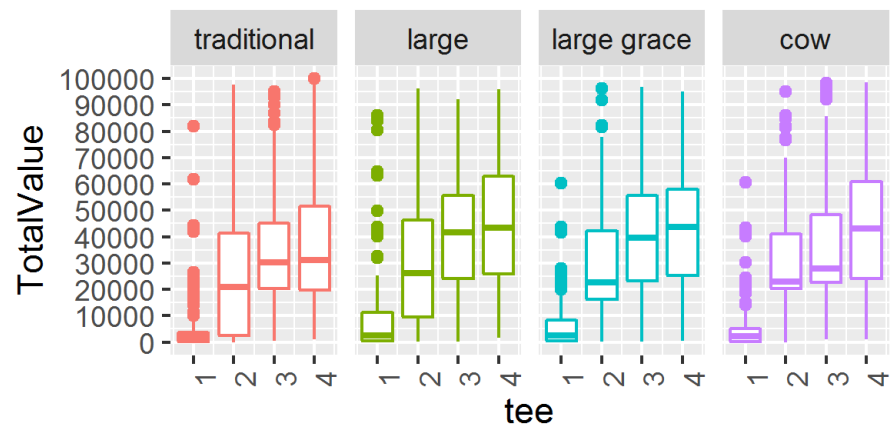 traditional large large grace cow
100000
90000
80000
70000
60000
50000
40000
30000
20000
10000
0
TotalValue
1 2 3 4 1 2 3 4 1 2 3 4 1 2 3 4
tee